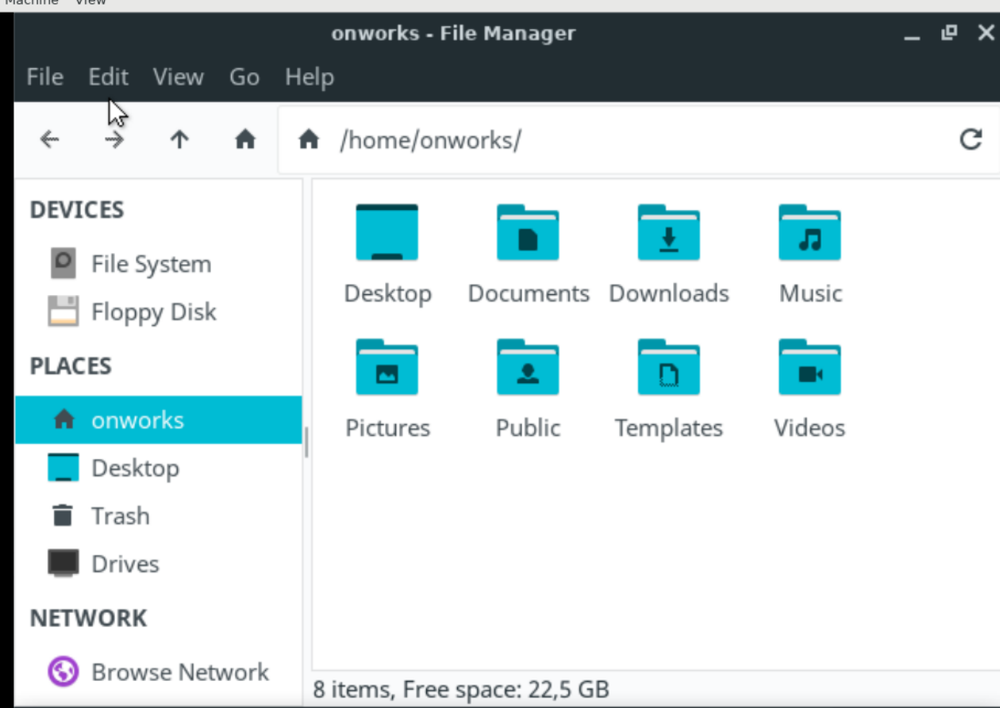 Machine View
onworks - File Manager
File Edit View Go Help
/home/onworks/
DEVICES
File System
Floppy Disk
PLACES
onworks
Desktop
Trash
Drives
NETWORK
Browse Network
Desktop Documents Downloads Music
Pictures Public Templates Videos
8 items, Free space: 22,5 GB